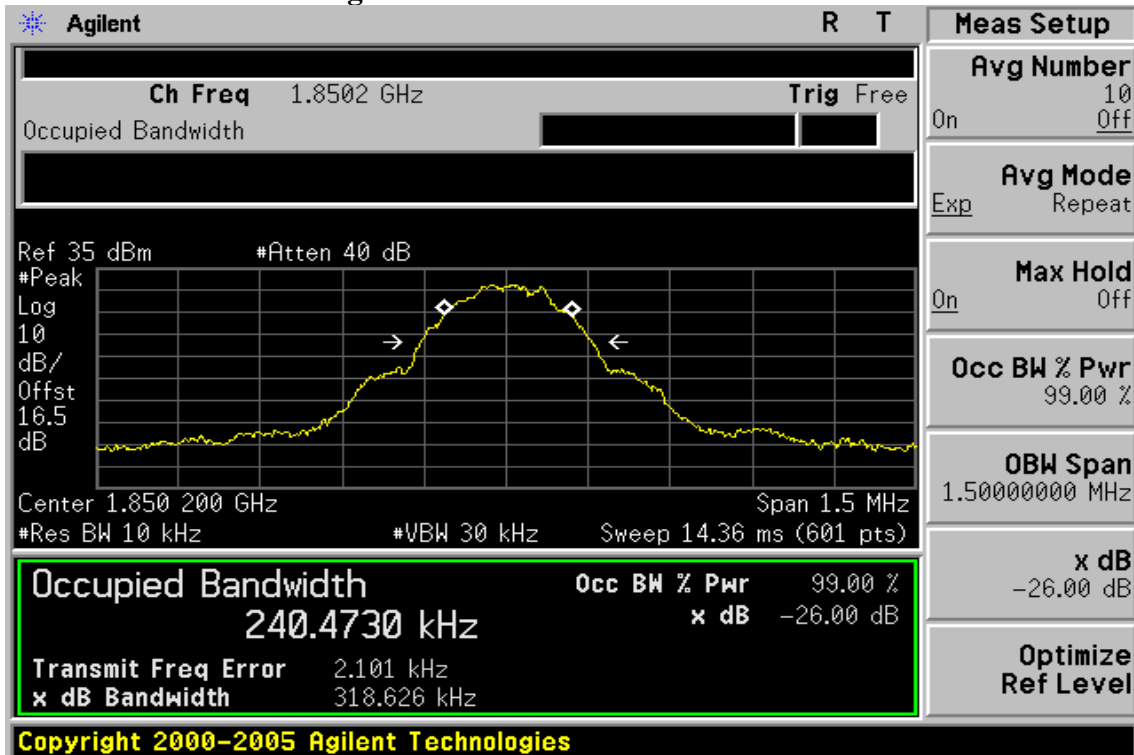 Agilent R T Meas Setup
Ch Freq 1.8502 GHz Trig Free
Occupied Bandwidth
Ref 35 dBm #Atten 40 dB
#Peak
Log
10
dB/
Offst
16.5
dB
Center 1.850 200 GHz Span 1.5 MHz
#Res BW 10 kHz #VBW 30 kHz Sweep 14.36 ms (601 pts)
Occupied Bandwidth Occ BW % Pwr 99.00 %
240.4730 kHz x dB -26.00 dB
Transmit Freq Error 2.101 kHz
x dB Bandwidth 318.626 kHz
Avg Number
10
On Off
Avg Mode
Exp Repeat
Max Hold
On Off
Occ BW % Pwr
99.00 %
OBW Span
1.50000000 MHz
x dB
-26.00 dB
Optimize
Ref Level
Copyright 2000-2005 Agilent Technologies